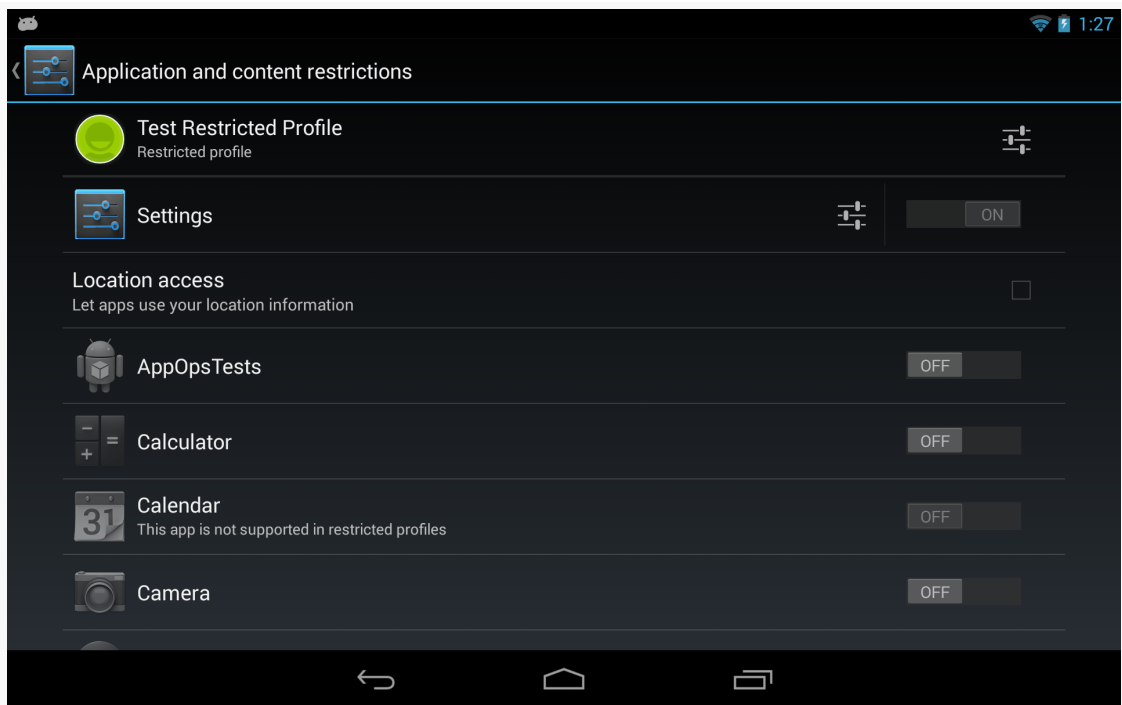 1:27
Application and content restrictions
Test Restricted Profile
Restricted profile
Settings
ON
Location access
Let apps use your location information
AppOpsTests
OFF
Calculator
OFF
31
Calendar
This app is not supported in restricted profiles
OFF
Camera
OFF